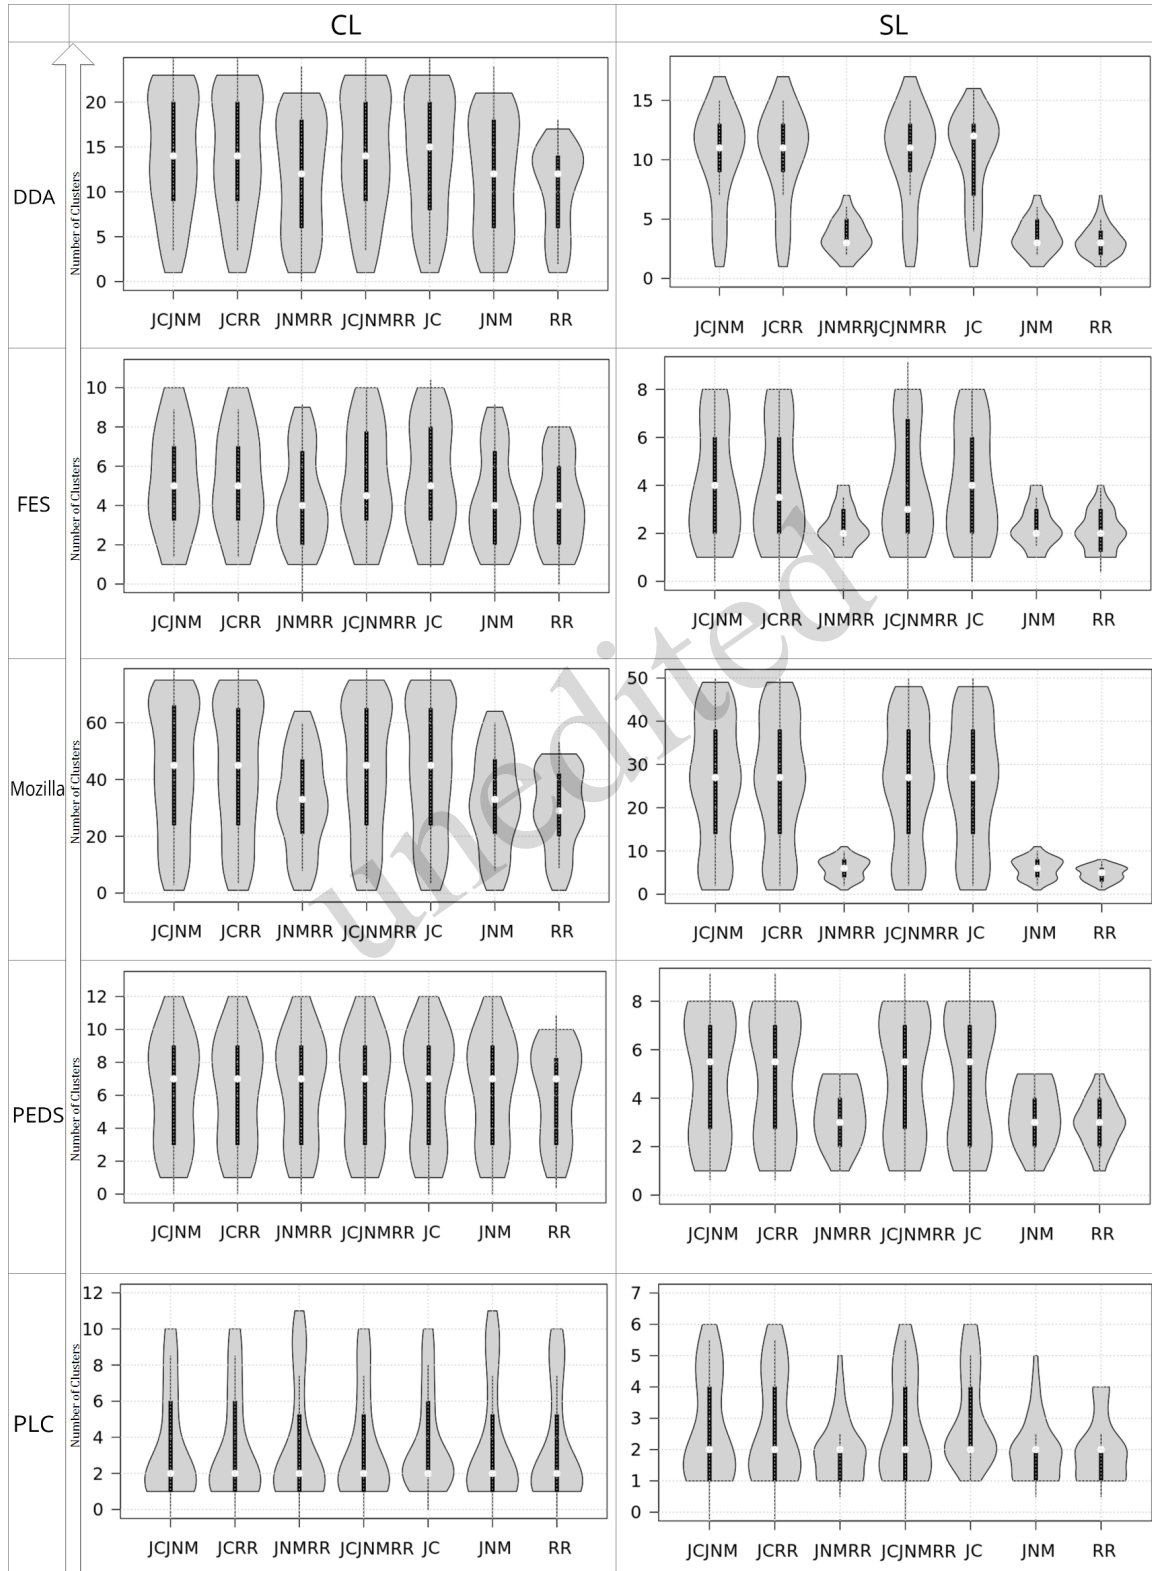 CL SL
DDA
Number of Clusters
20
15
10
5
0
JCJNM JCRR JNMRR JCJNMRR JC JNM RR
15
10
5
0
JCJNM JCRR JNMRRJCJNMRR JC JNM RR
FES
Number of Clusters
10
8
6
4
2
0
JCJNM JCRR JNMRR JCJNMRR JC JNM RR
8
6
4
2
0
JCJNM JCRR JNMRR JCJNMRR JC JNM RR
Mozilla
Number of Clusters
60
40
20
0
JCJNM JCRR JNMRR JCJNMRR JC JNM RR
50
40
30
20
10
0
JCJNM JCRR JNMRR JCJNMRR JC JNM RR
PEDS
Number of Clusters
12
10
8
6
4
2
0
JCJNM JCRR JNMRR JCJNMRR JC JNM RR
8
6
4
2
0
JCJNM JCRR JNMRR JCJNMRR JC JNM RR
PLC
Number of Clusters
12
10
8
6
4
2
0
JCJNM JCRR JNMRR JCJNMRR JC JNM RR
7
6
5
4
3
2
1
0
JCJNM JCRR JNMRR JCJNMRR JC JNM RR
unedited